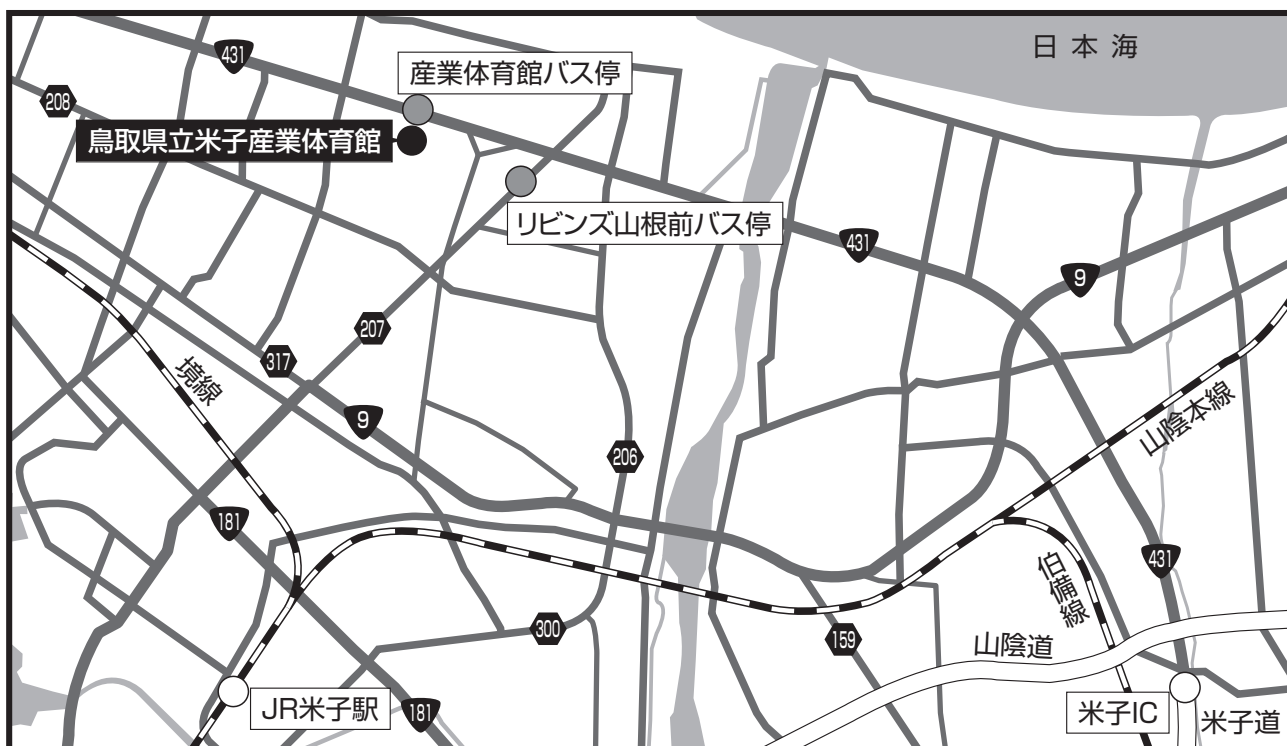 日本海
431
産業体育館バス停
208
鳥取県立米子産業体育館
リビンズ山根前バス停
431
9
207
317
境線
9
山陰本線
206
181
431
伯備線
300
159
山陰道
JR米子駅
181
米子IC
米子道